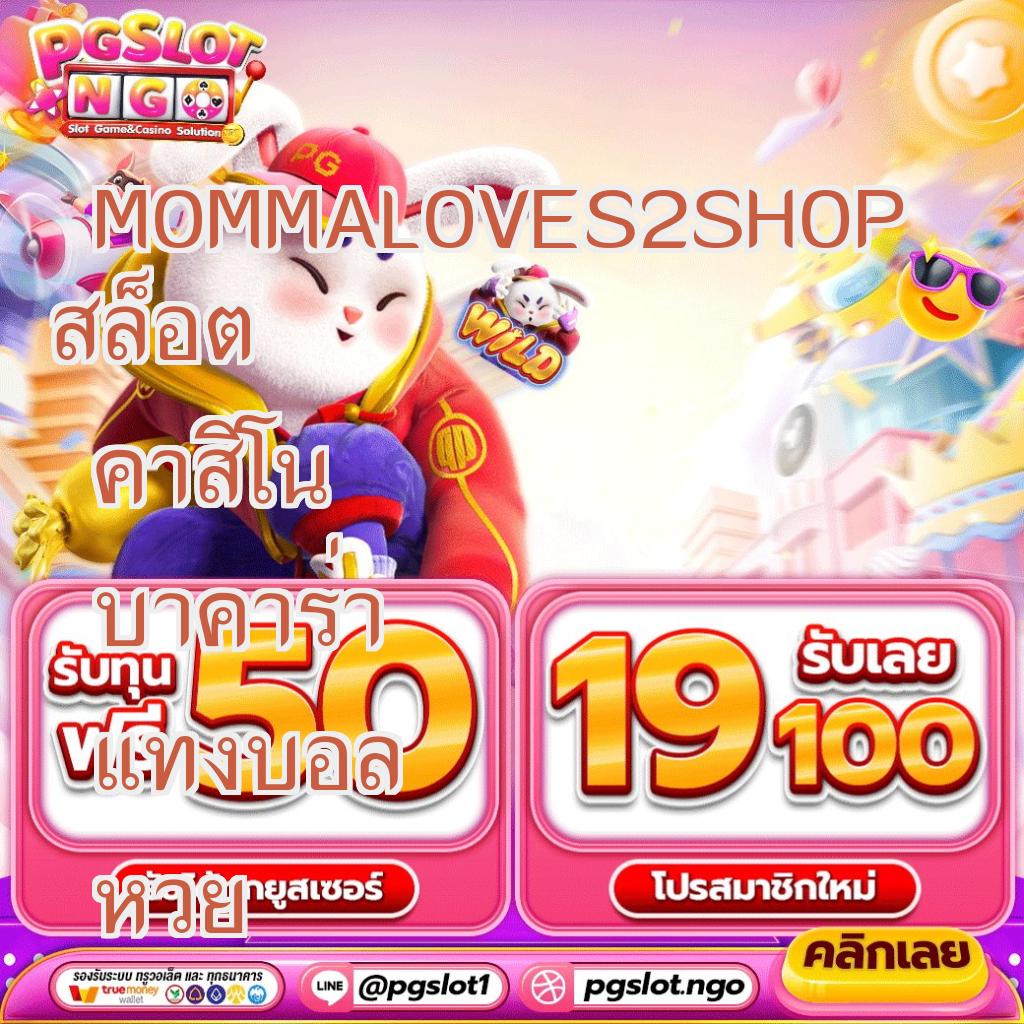 PGSLOT
NGO
Slot Game&Casino Solution
PG
MOMMALOVES2SHOP
สล็อต
WILD
คาสิโน
บาคาร่า
รับทุน
ฟรี
50
19
รับเลย
100
แทงบอล
หวย
ยูสเซอร์
โปรสมาชิกใหม่
คลิกเลย
รองรับระบบ ทรูวอเล็ต และ ทุกธนาคาร
truemoney
wallet
LINE
@pgslot1
pgslot.ngo